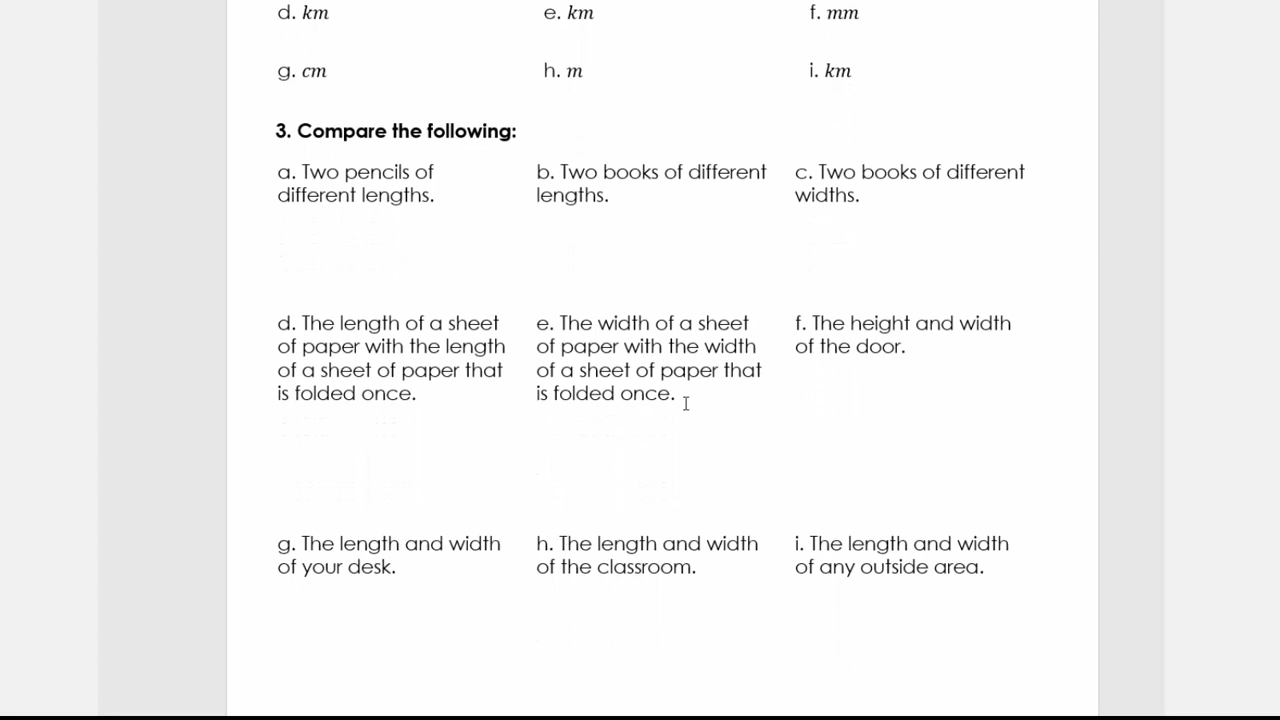 d. km e. km f. mm
g. cm h. m i. km
3. Compare the following:
a. Two pencils of
different lengths.
b. Two books of different
lengths.
c. Two books of different
widths.
d. The length of a sheet
of paper with the length
of a sheet of paper that
is folded once.
e. The width of a sheet
of paper with the width
of a sheet of paper that
is folded once.
f. The height and width
of the door.
g. The length and width
of your desk.
h. The length and width
of the classroom.
i. The length and width
of any outside area.